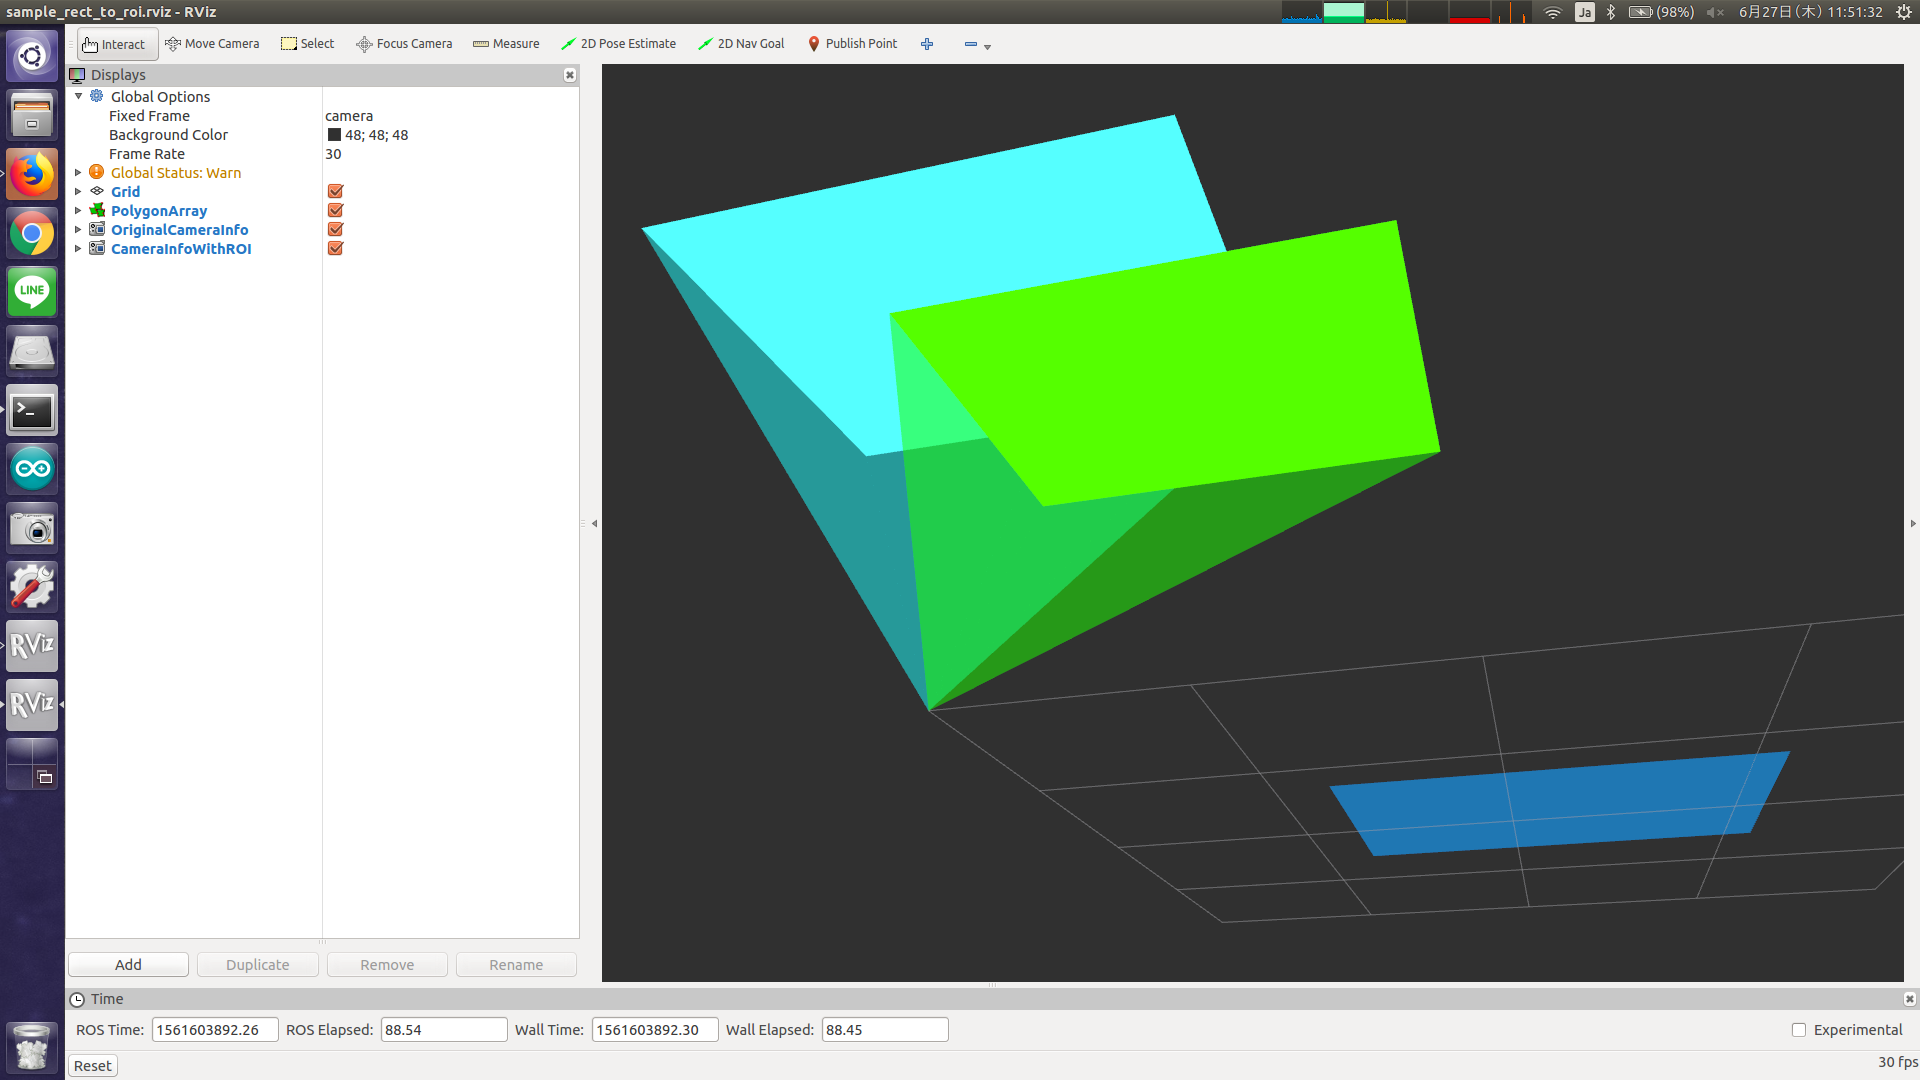 sample_rect_to_roi.rviz - RViz
Ja
(98%)
6月27日(木) 11:51:32
Interact
Move Camera
Select
Focus Camera
Measure
2D Pose Estimate
2D Nav Goal
Publish Point
Displays
Global Options
Fixed Frame camera
Background Color 48; 48; 48
Frame Rate 30
Global Status: Warn
Grid
PolygonArray
OriginalCameraInfo
CameraInfoWithROI
LINE
RViz
RViz
Add
Duplicate
Remove
Rename
Time
ROS Time: 1561603892.26 ROS Elapsed: 88.54 Wall Time: 1561603892.30 Wall Elapsed: 88.45 Experimental
Reset
30 fps